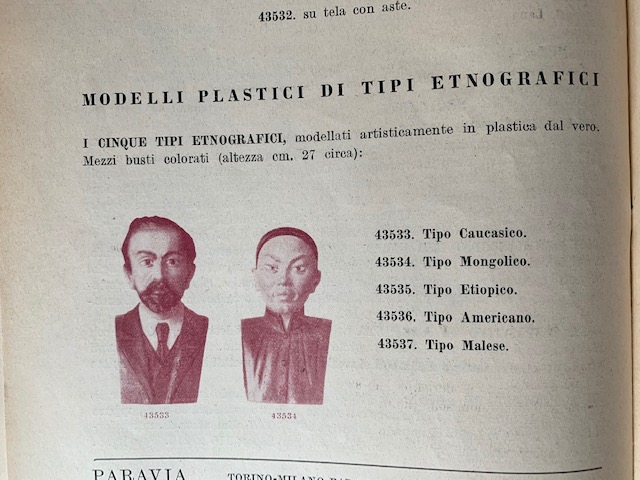 43532. su tela con aste.
MODELLI PLASTICI DI TIPI ETNOGRAFICI
I CINQUE TIPI ETNOGRAFICI, modellati artisticamente in plastica dal vero.
Mezzi busti colorati (altezza cm. 27 circa):
43533. Tipo Caucasico.
43534. Tipo Mongolico.
43535. Tipo Etiopico.
43536. Tipo Americano.
43537. Tipo Malese.
43533
43534
PARAVIA TORINO-MILANO